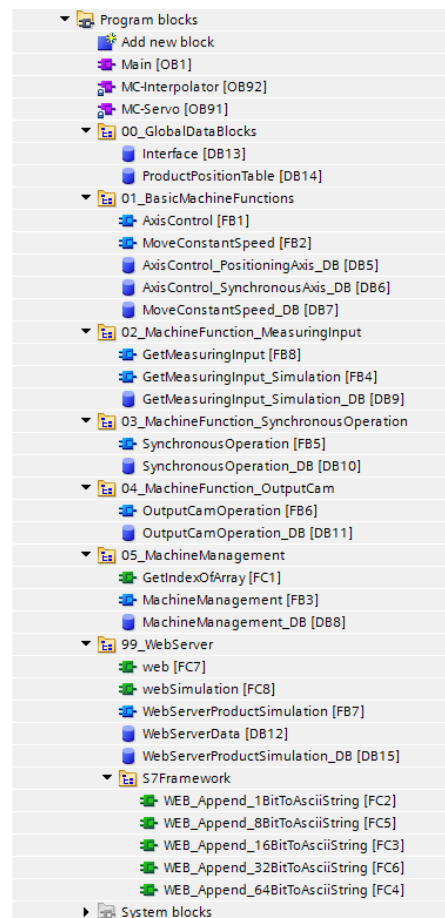 Program blocks
Add new block
Main [OB1]
MC-Interpolator [OB92]
MC-Servo [OB91]
00_GlobalDataBlocks
Interface [DB13]
ProductPositionTable [DB14]
01_BasicMachineFunctions
AxisControl [FB1]
MoveConstantSpeed [FB2]
AxisControl_PositioningAxis_DB [DB5]
AxisControl_SynchronousAxis_DB [DB6]
MoveConstantSpeed_DB [DB7]
02_MachineFunction_MeasuringInput
GetMeasuringInput [FB8]
GetMeasuringInput_Simulation [FB4]
GetMeasuringInput_Simulation_DB [DB9]
03_MachineFunction_SynchronousOperation
SynchronousOperation [FB5]
SynchronousOperation_DB [DB10]
04_MachineFunction_OutputCam
OutputCamOperation [FB6]
OutputCamOperation_DB [DB11]
05_MachineManagement
GetIndexOfArray [FC1]
MachineManagement [FB3]
MachineManagement_DB [DB8]
99_WebServer
web [FC7]
webSimulation [FC8]
WebServerProductSimulation [FB7]
WebServerData [DB12]
WebServerProductSimulation_DB [DB15]
S7Framework
WEB_Append_1BitToAsciiString [FC2]
WEB_Append_8BitToAsciiString [FC5]
WEB_Append_16BitToAsciiString [FC3]
WEB_Append_32BitToAsciiString [FC6]
WEB_Append_64BitToAsciiString [FC4]
System blocks